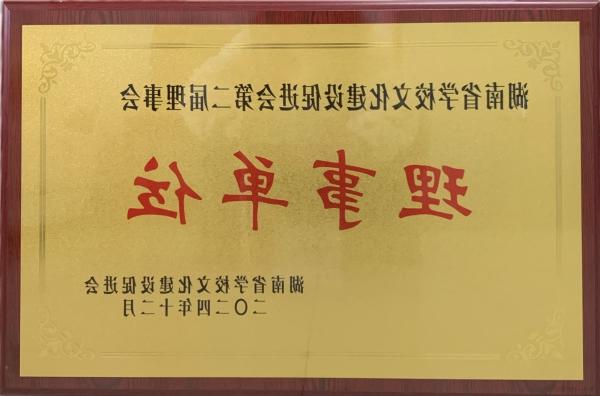 湖南省学校文化建设促进会第二届理事会
理事单位
湖南省学校文化建设促进会
二〇二四年十二月